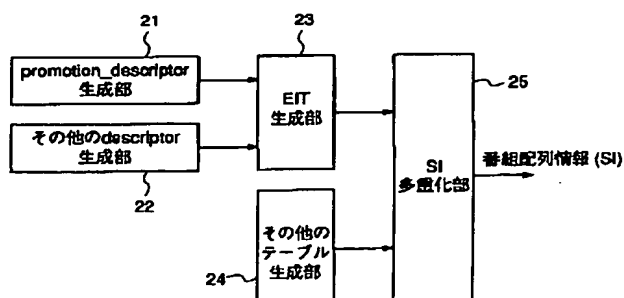 21
promotion_descriptor
生成部
その他のdescriptor
生成部
22
23
EIT
生成部
その他の
テーブル
生成部
24
25
SI
多重化部
番組配列情報 (SI)